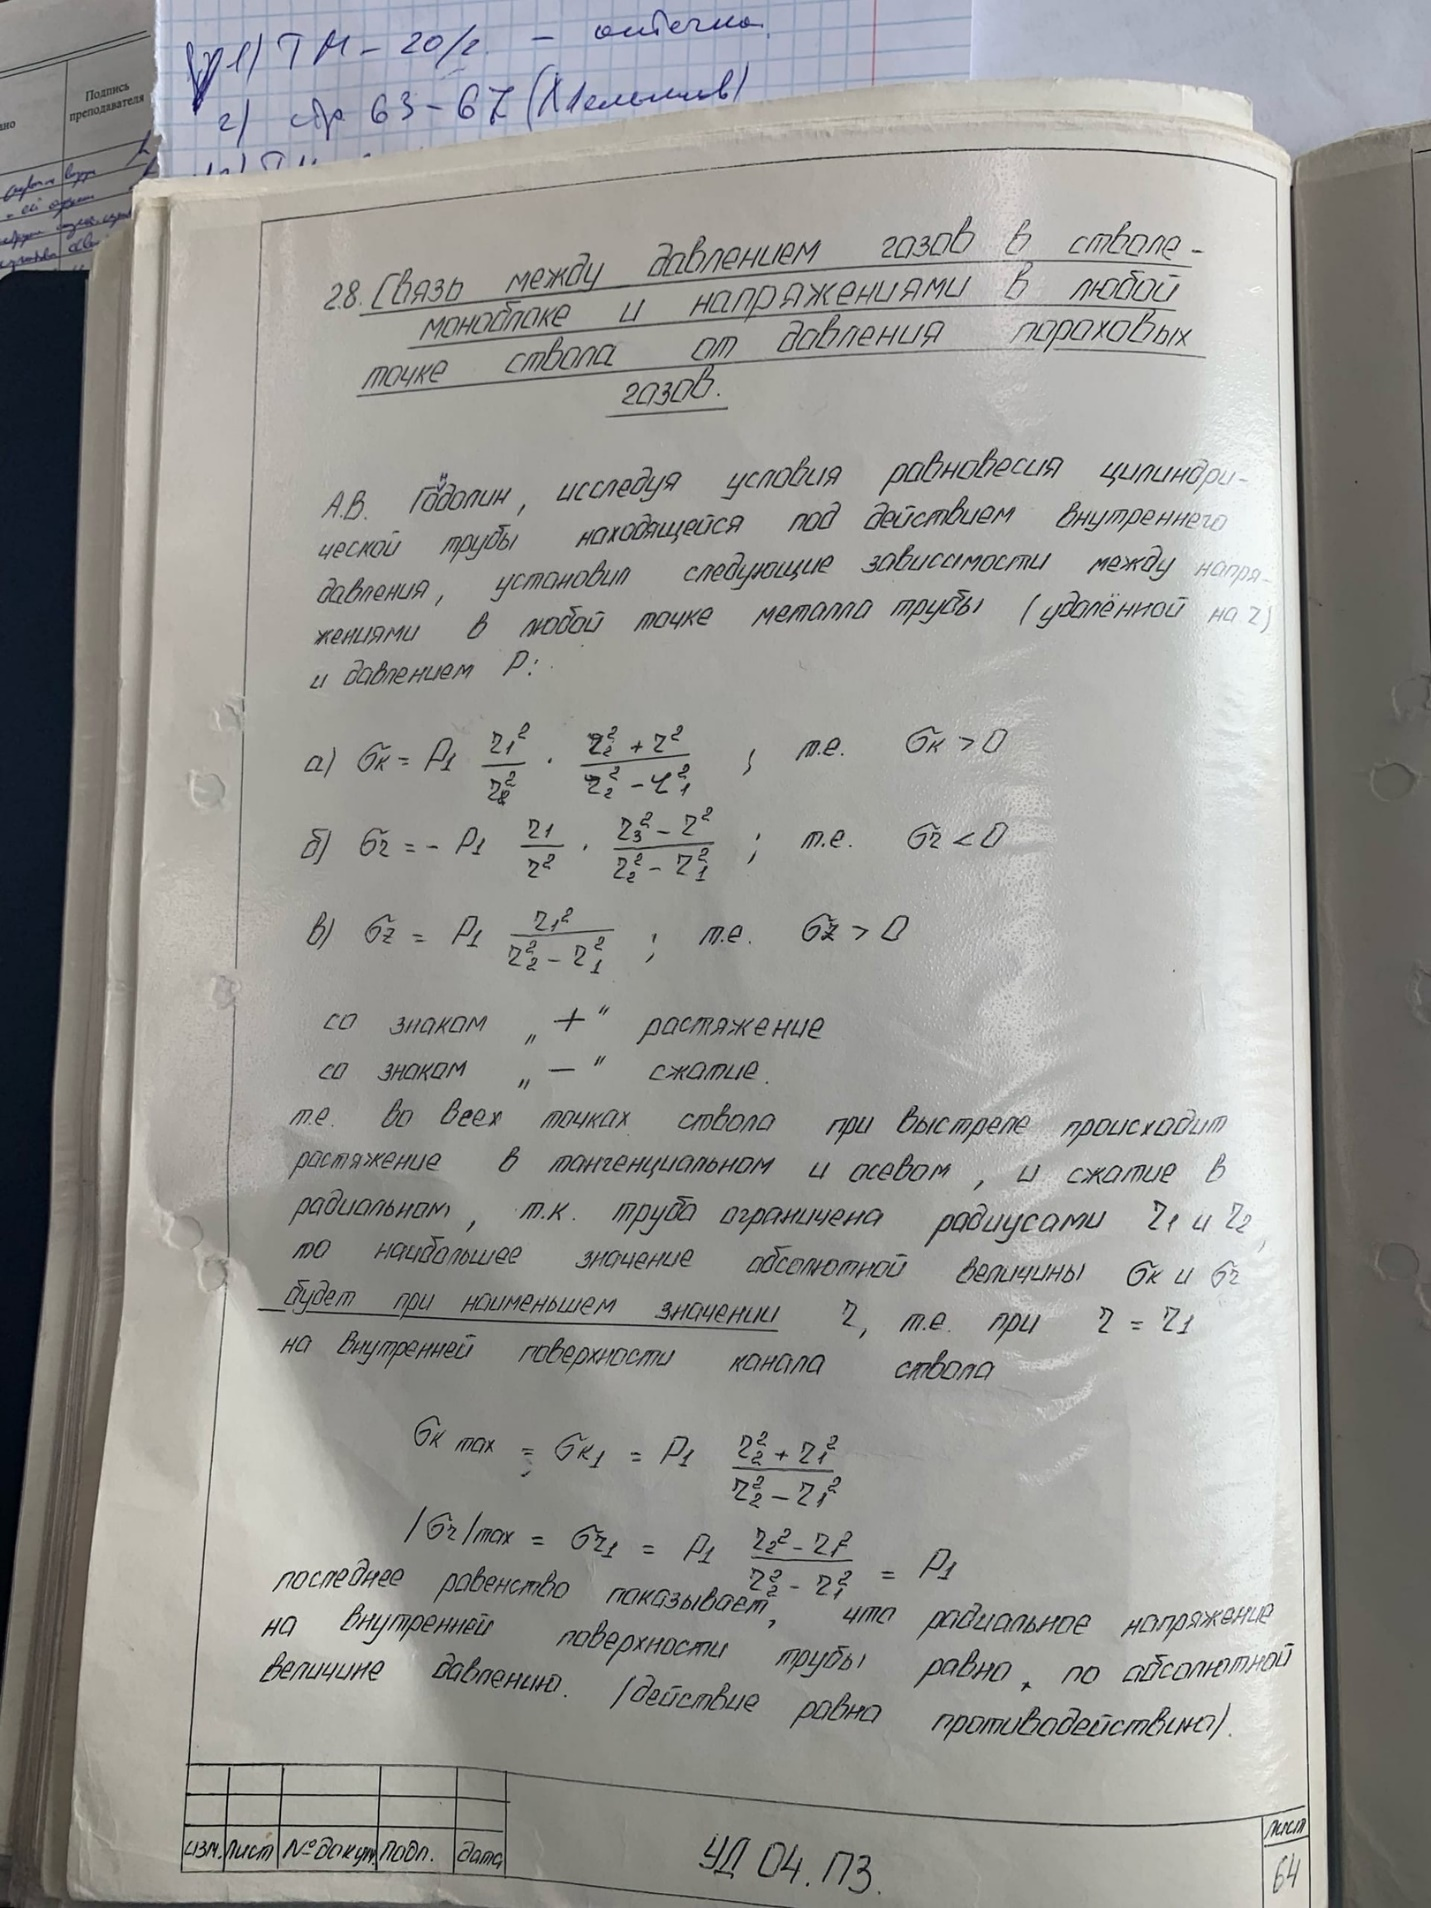 Подпись
преподавателя
1) ТМ-20/2. - аптечка.
2) стр 63-67
28. Связь между давлением газов в стволе-
моноблоке и напряжениями в любой
точке ствола от давления пороховых
газов.
А.В. Гадолин, исследуя условия равновесия цилиндри-
ческой трубы находящейся под действием внутреннего
давления, установил следующие зависимости между напря-
жениями в любой точке металла трубы (удалённой на r)
и давлением P:
а) σк = P₁ r₁²/r₂² · (r₂² + r²)/(r₂² − r₁²) ; т.е. σк > 0
б) σr = − P₁ r₁/r² · (r₃² − r²)/(r₂² − r₁²) ; т.е. σr < 0
в) σz = P₁ r₁²/(r₂² − r₁²) ; т.е. σz > 0
со знаком „+“ растяжение
со знаком „−“ сжатие.
т.е. во всех точках ствола при выстреле происходит
растяжение в тангенциальном и осевом, и сжатие в
радиальном, т.к. труба ограничена радиусами r₁ и r₂,
то наибольшее значение абсолютной величины σк и σr
будет при наименьшем значении r, т.е. при r = r₁
на внутренней поверхности канала ствола
σк max = σк₁ = P₁ (r₂² + r₁²)/(r₂² − r₁²)
/σr/max = σr₁ = P₁ (r₂² − r₁²)/(r₂² − r₁²) = P₁
последнее равенство показывает, что радиальное напряжение
на внутренней поверхности трубы равно, по абсолютной
величине давлению. /действие равна противодействию/.
изм. лист №докум. подп. дата
УД 04.ПЗ.
лист
64